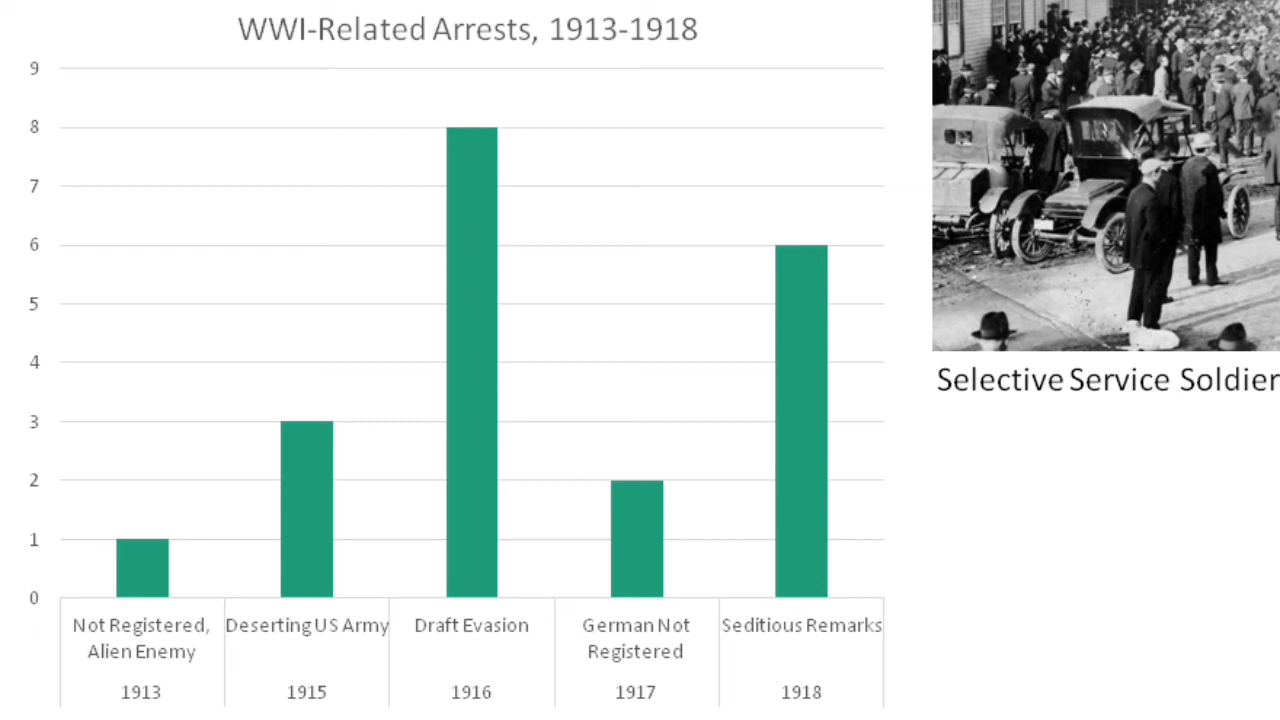 WWI-Related Arrests, 1913-1918
9
8
7
6
5
4
3
2
1
0
Not Registered,
Alien Enemy
Deserting US Army
Draft Evasion
German Not
Registered
Seditious Remarks
1913
1915
1916
1917
1918
Selective Service Soldier